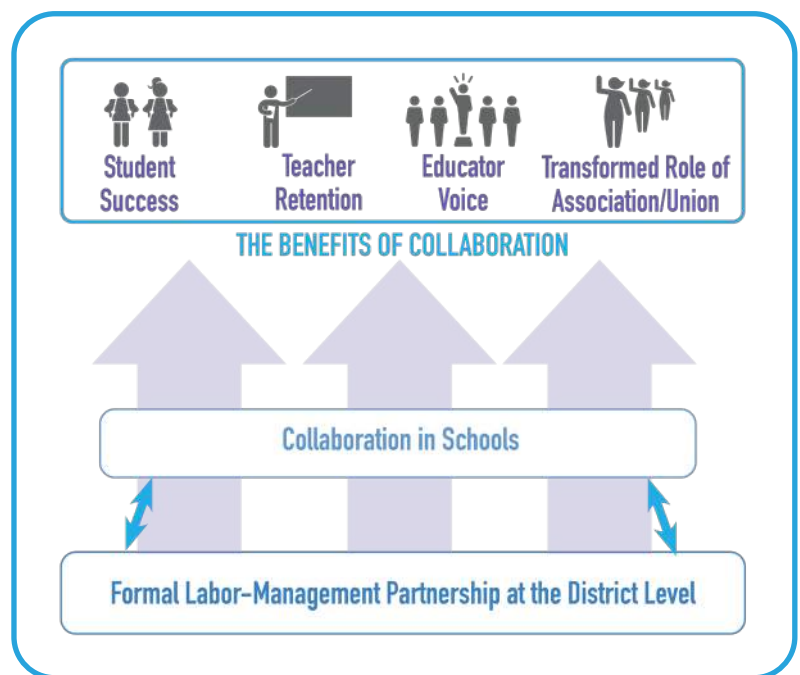 Student
Success
Teacher
Retention
Educator
Voice
Transformed Role of
Association/Union
THE BENEFITS OF COLLABORATION
Collaboration in Schools
Formal Labor-Management Partnership at the District Level